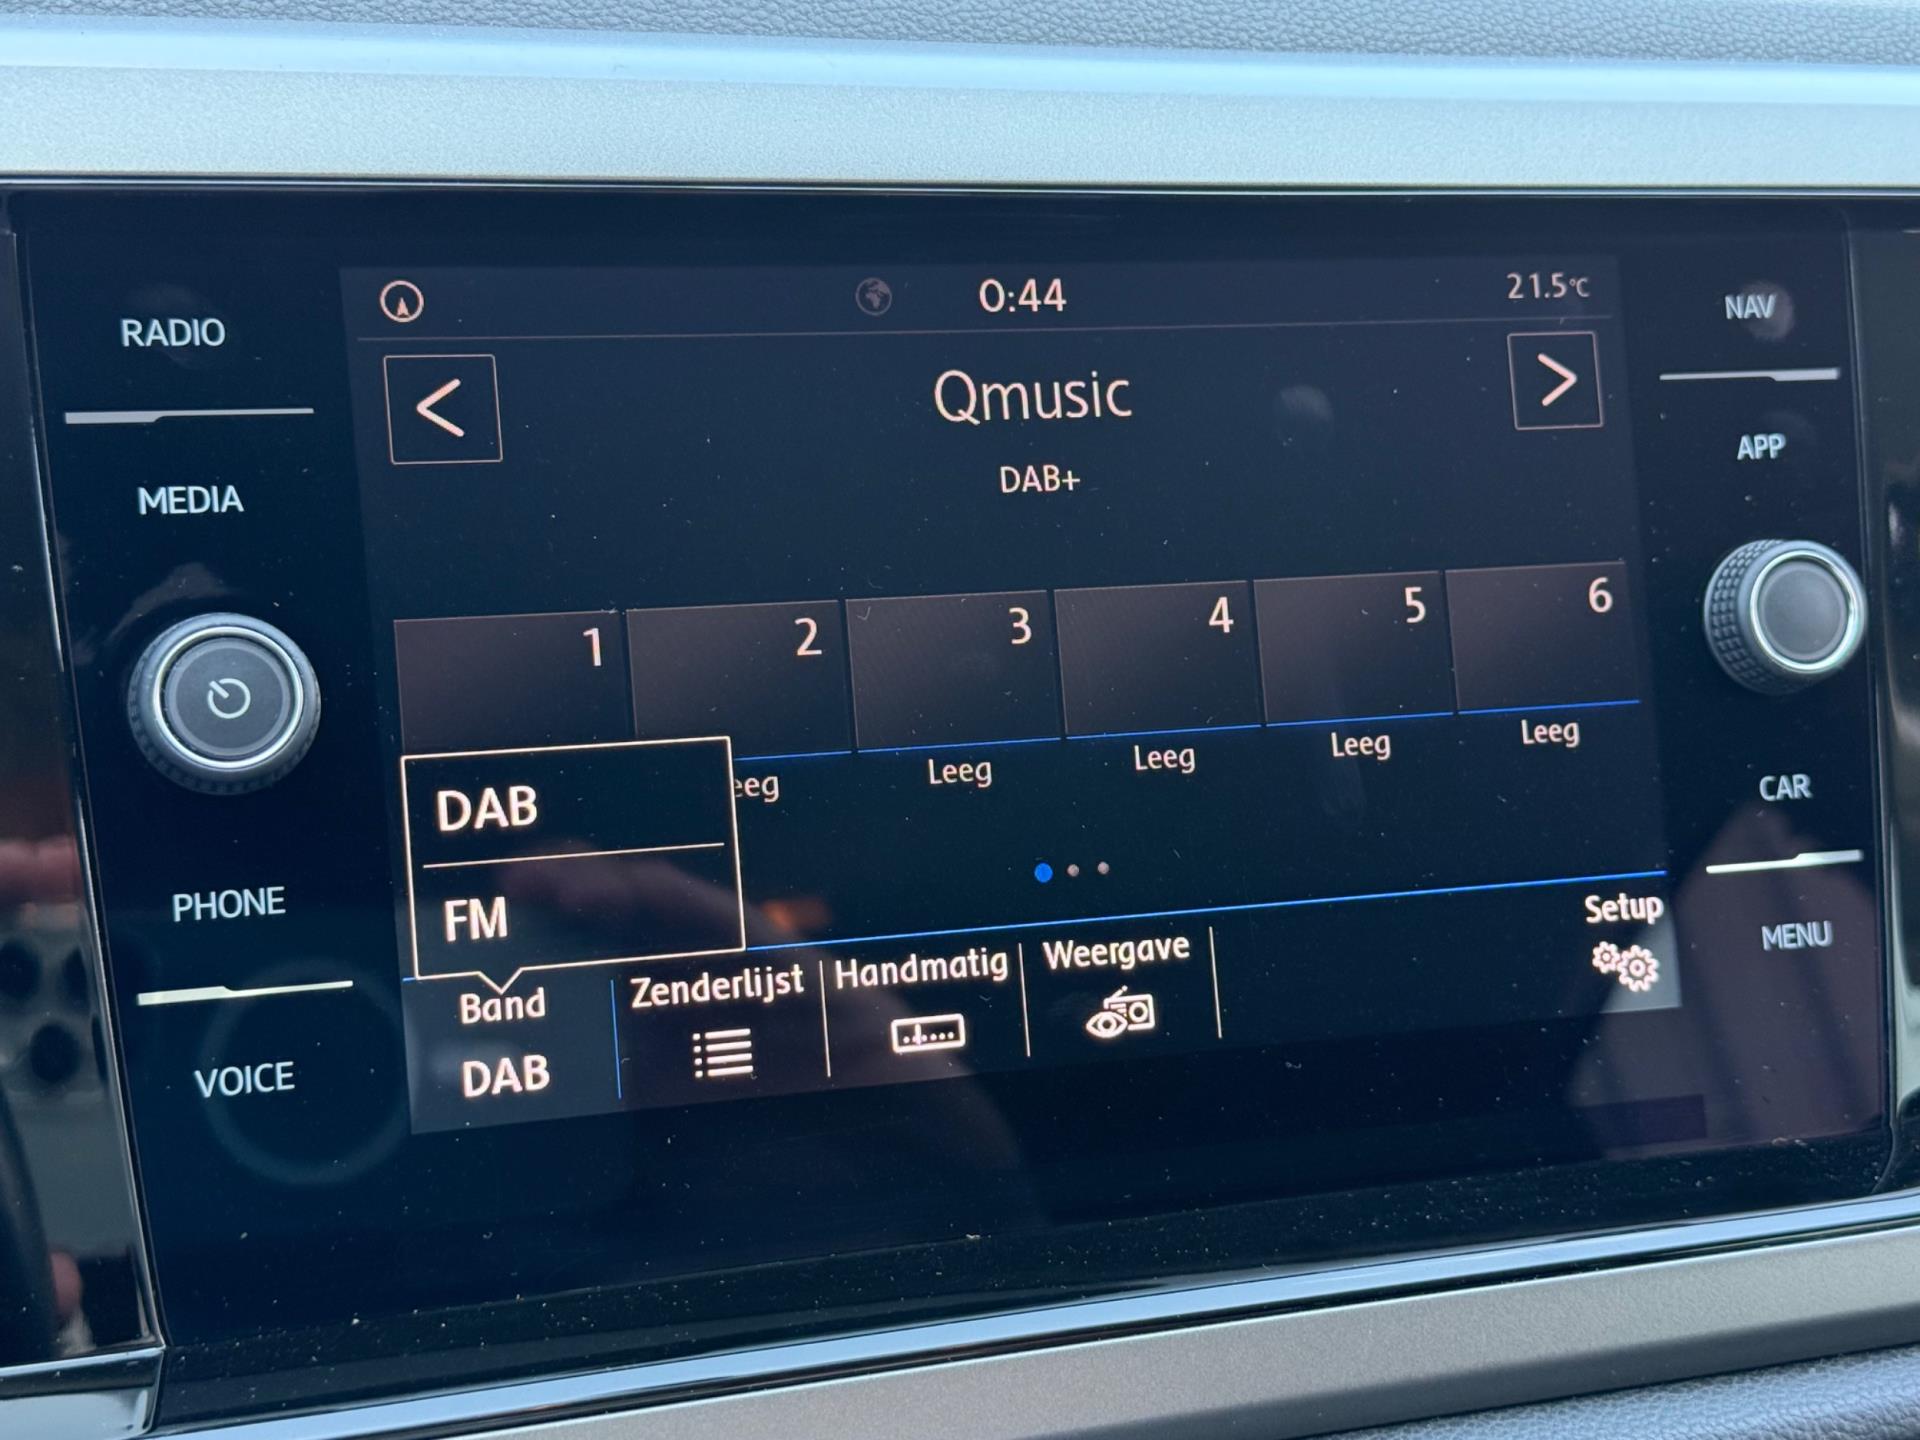 RADIO
MEDIA
PHONE
VOICE
0:44
21.5°C
<
Qmusic
>
DAB+
1
2
3
4
5
6
Leeg
Leeg
Leeg
Leeg
DAB
FM
Band
DAB
Zenderlijst
Handmatig
Weergave
Setup
NAV
APP
CAR
MENU